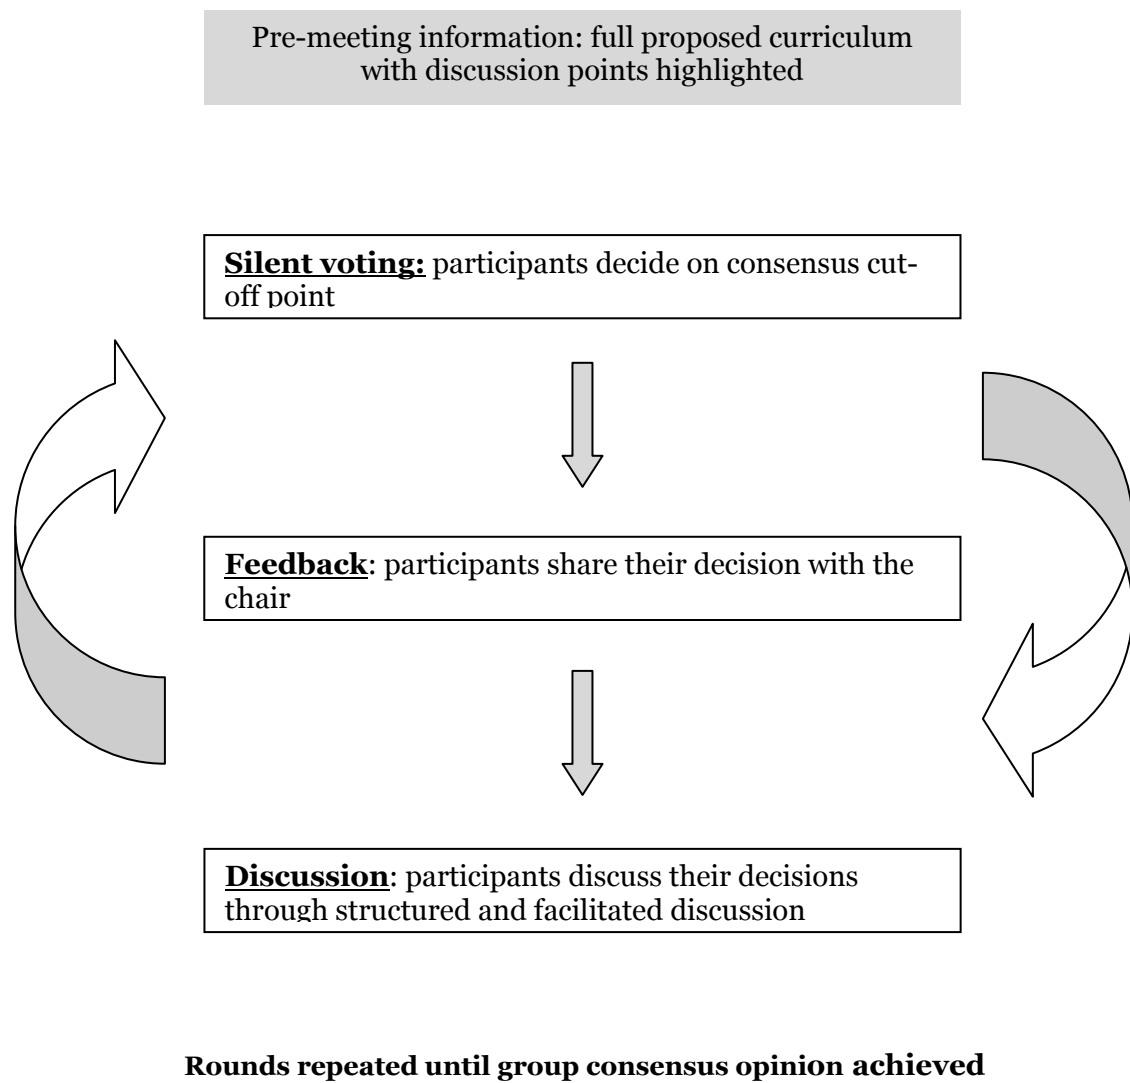 Pre-meeting information: full proposed curriculum
with discussion points highlighted
Silent voting: participants decide on consensus cut-
off point
Feedback: participants share their decision with the
chair
Discussion: participants discuss their decisions
through structured and facilitated discussion
Rounds repeated until group consensus opinion achieved